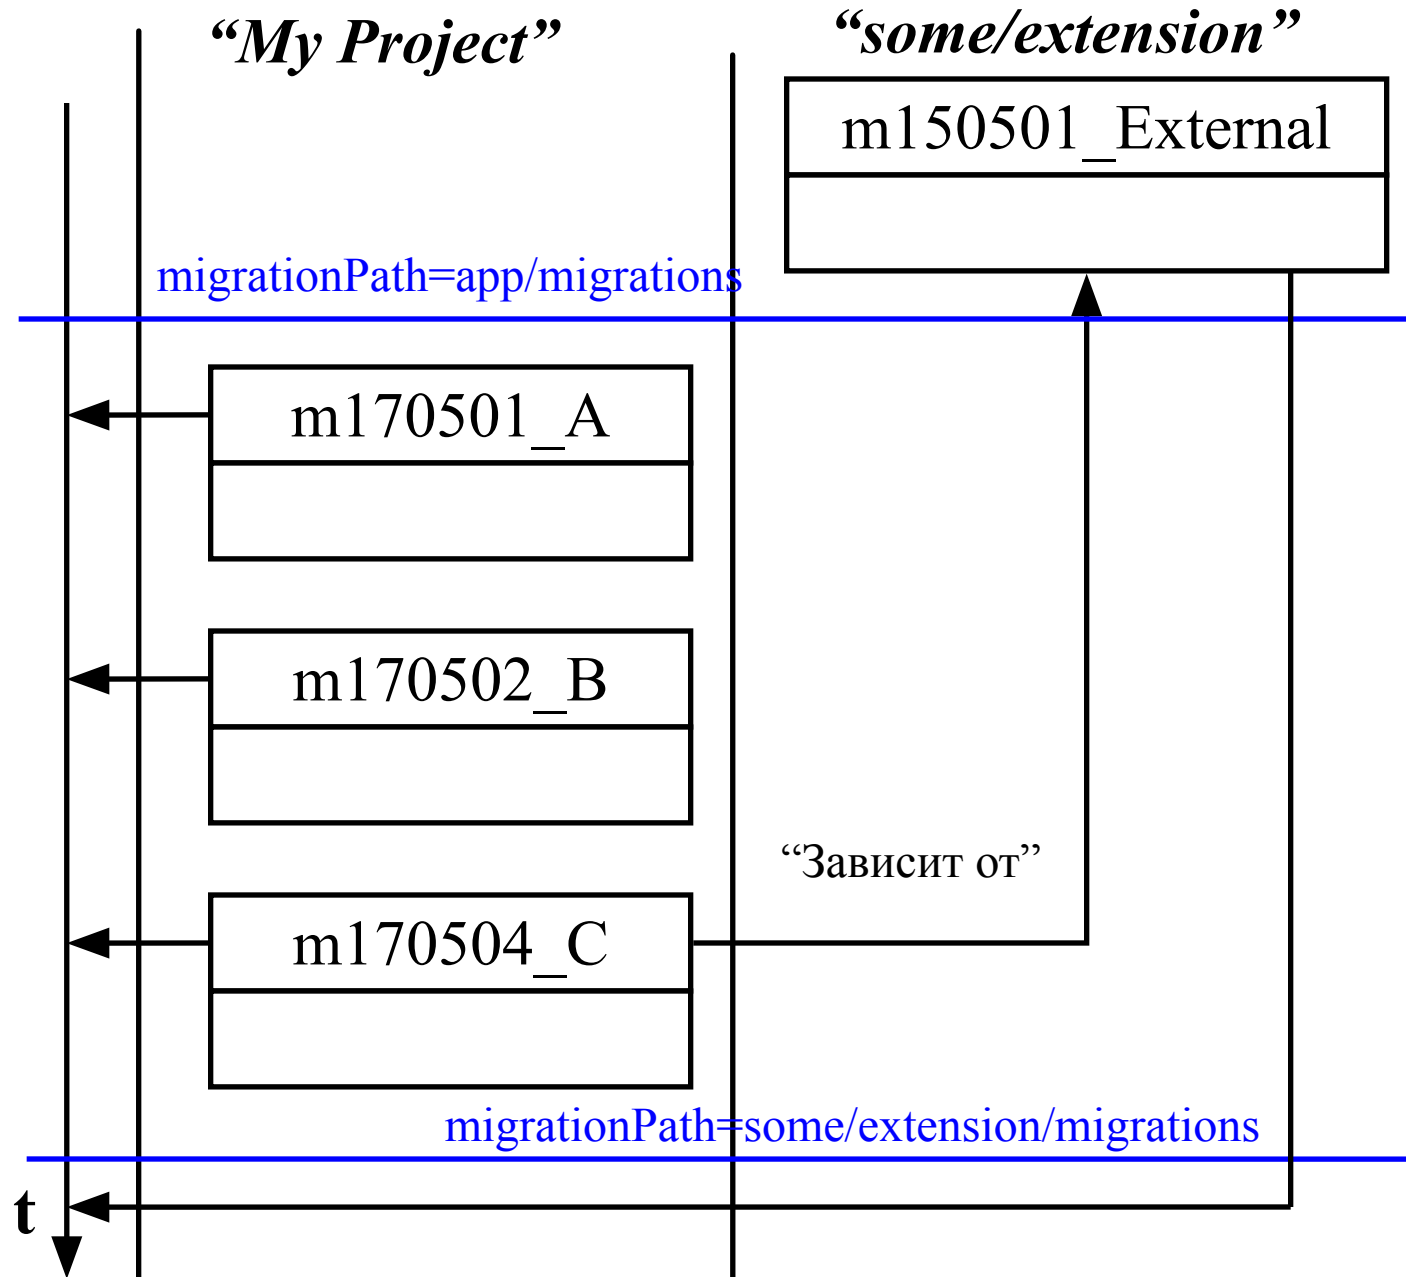 “My Project”
“some/extension”
m150501_External
migrationPath=app/migrations
m170501_A
m170502_B
“Зависит от”
m170504_C
migrationPath=some/extension/migrations
t